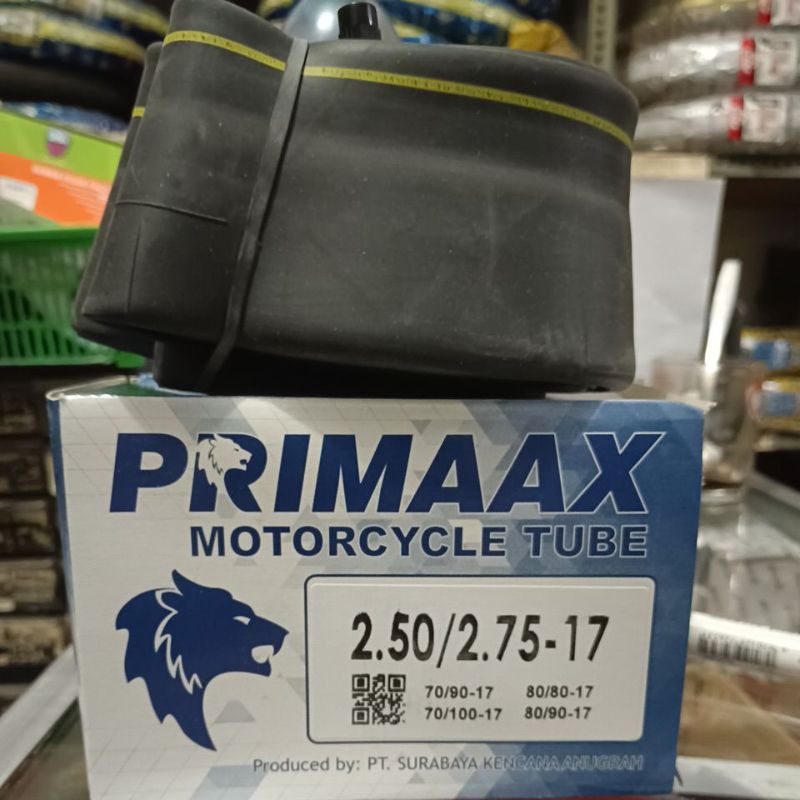 PRIMAAX
MOTORCYCLE TUBE
2.50/2.75-17
70/90-17 80/80-17
70/100-17 80/90-17
Produced by: PT. SURABAYA KENCANA ANUGRAH